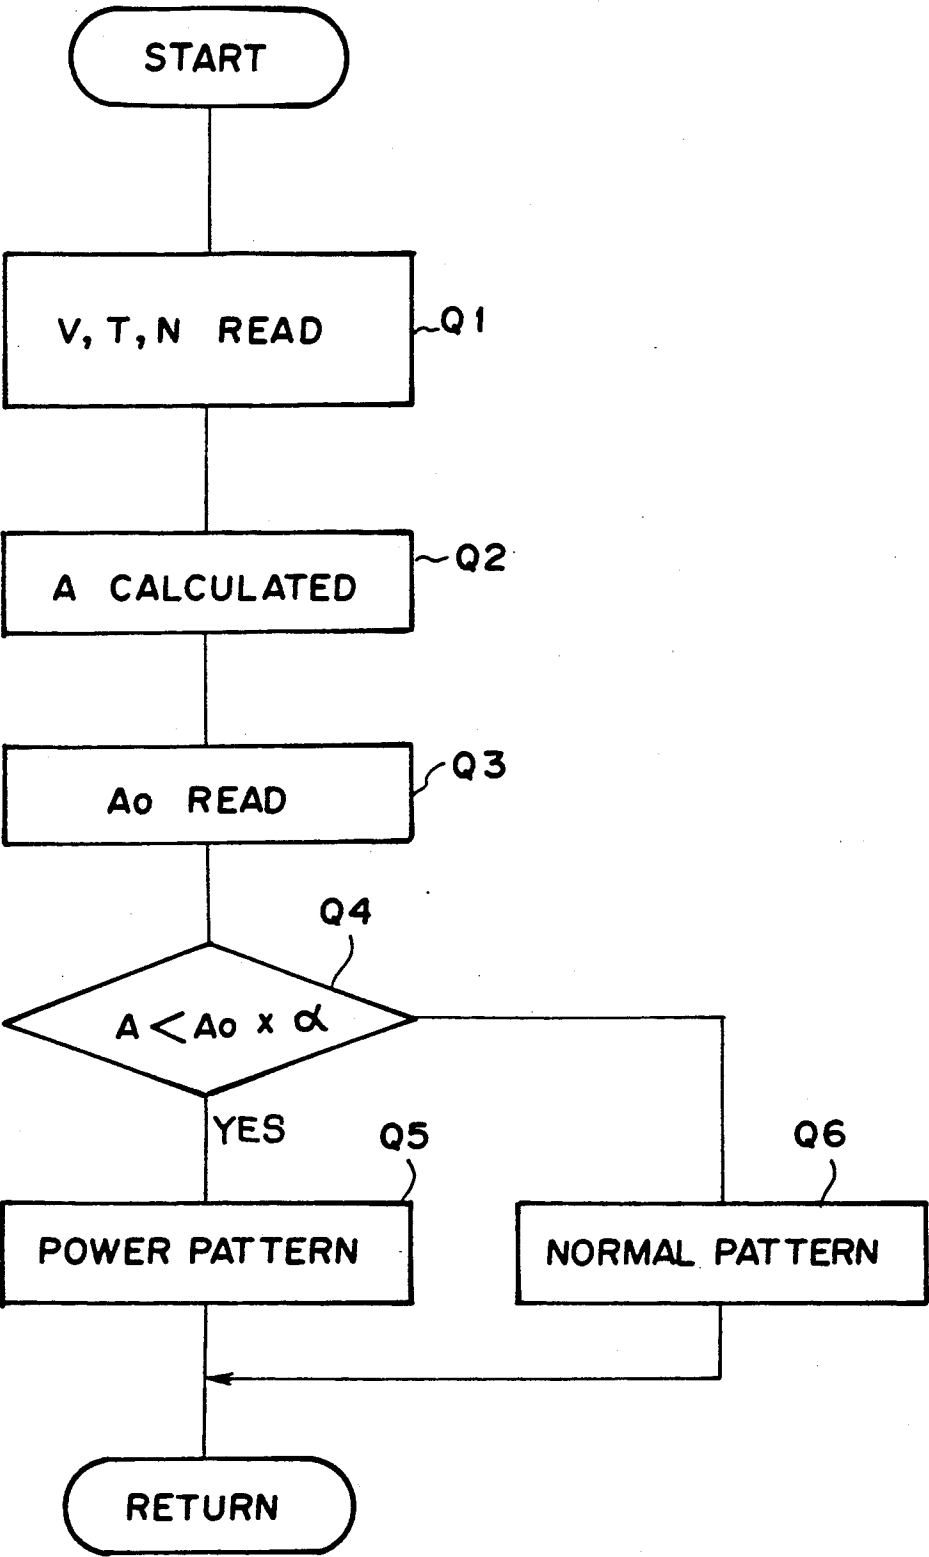 START
V, T, N READ
Q1
A CALCULATED
Q2
Ao READ
Q3
Q4
A < Ao x α
YES
Q5
Q6
POWER PATTERN
NORMAL PATTERN
RETURN